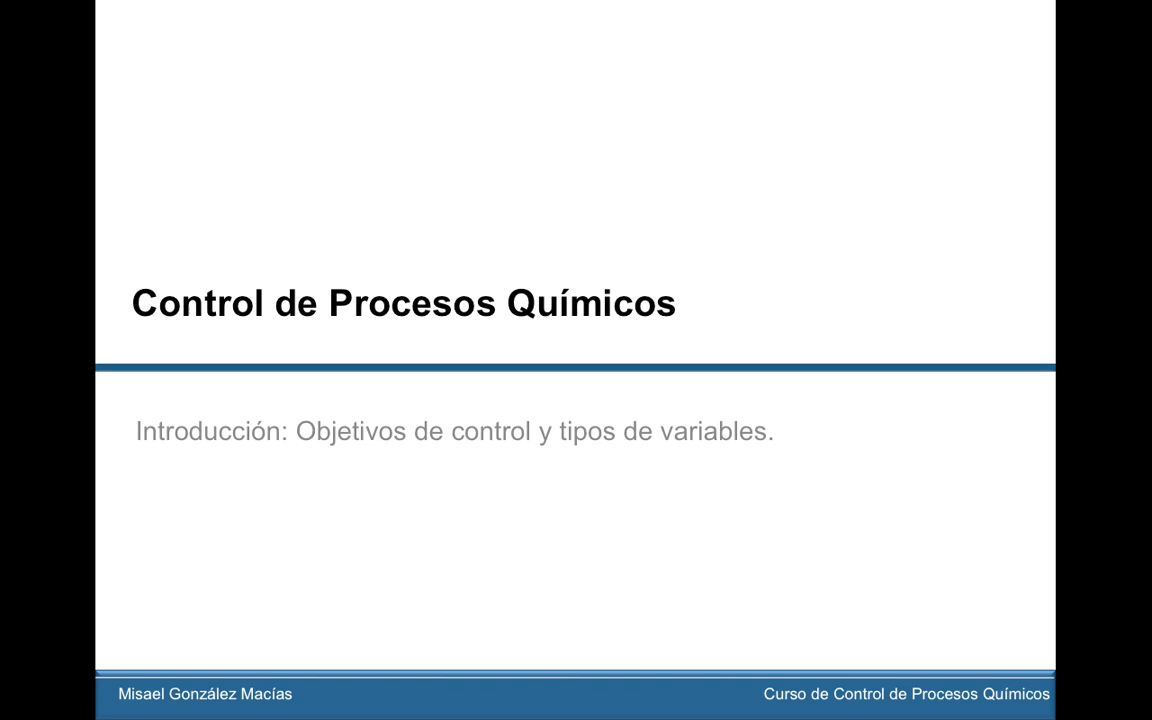 Control de Procesos Químicos
Introducción: Objetivos de control y tipos de variables.
Misael González Macías
Curso de Control de Procesos Químicos